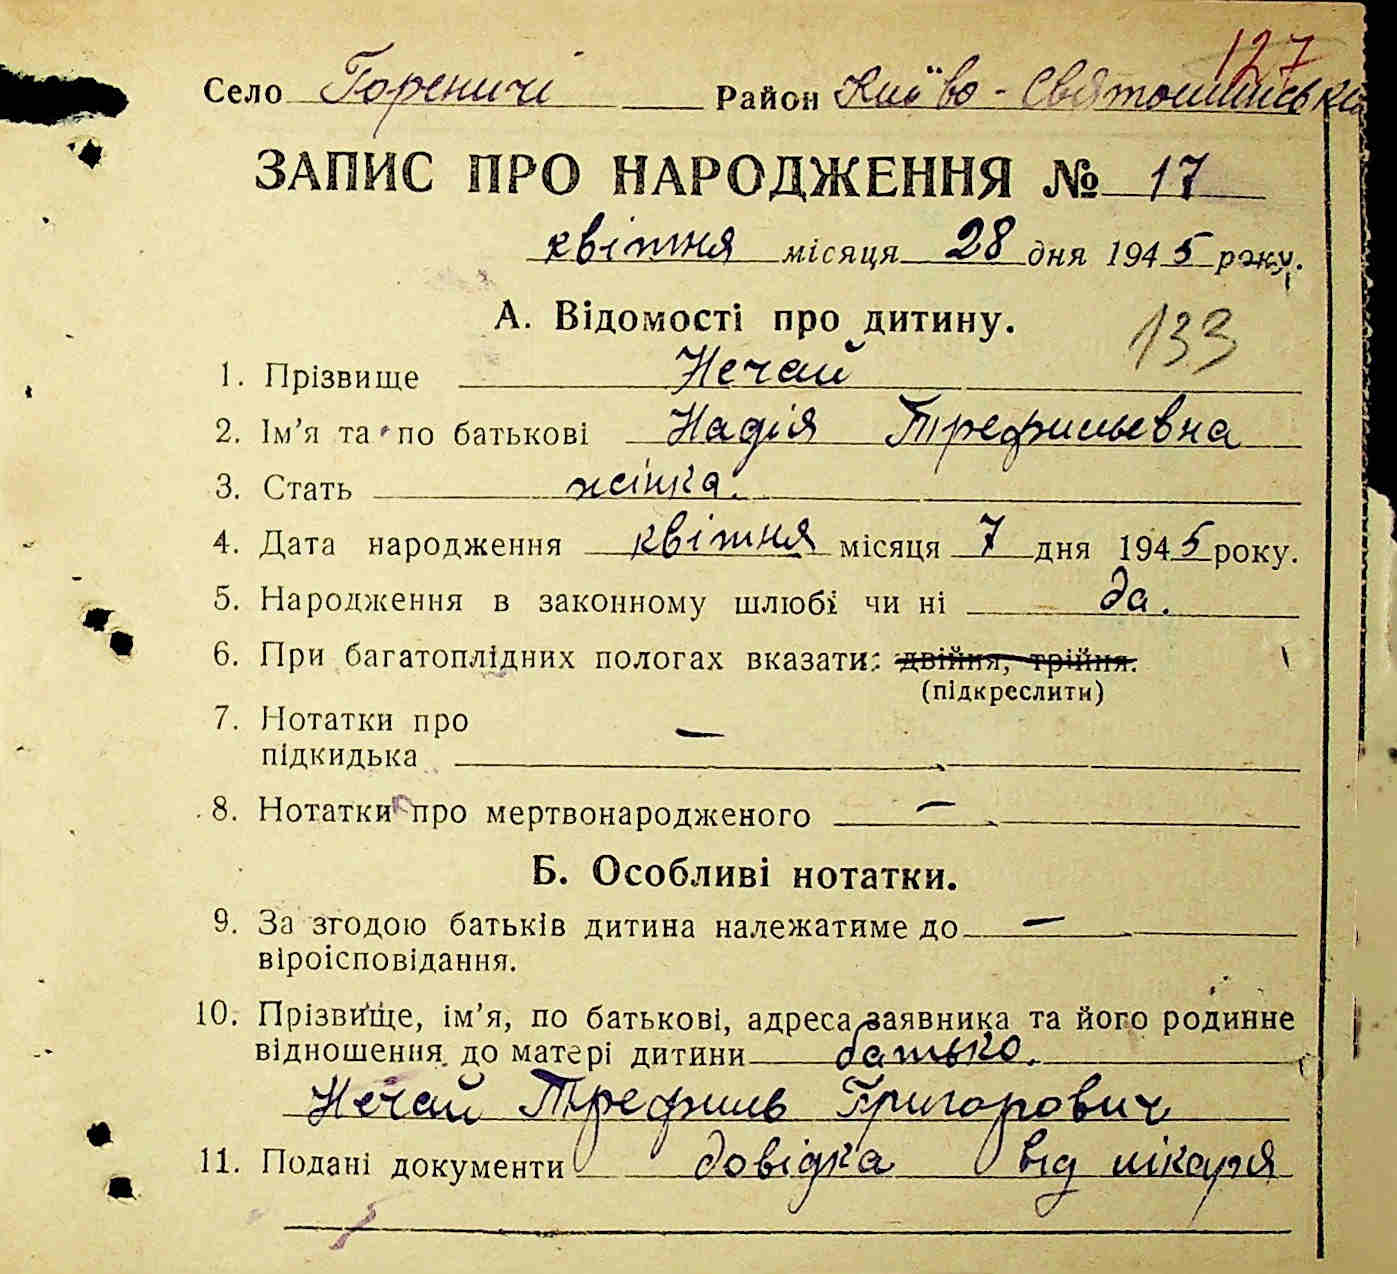 127
Село Гореничі Район Київо-Святошинська
ЗАПИС ПРО НАРОДЖЕННЯ № 17
квітня місяця 28 дня 1945 року.
А. Відомості про дитину.
133
1. Прізвище Нечай
2. Ім'я та по батькові Надія Трефильевна
3. Стать жінка.
4. Дата народження квітня місяця 7 дня 1945 року.
5. Народження в законному шлюбі чи ні да.
6. При багатоплідних пологах вказати: двійня, трійня.
(підкреслити)
7. Нотатки про
підкидька —
8. Нотатки про мертвонародженого —
Б. Особливі нотатки.
9. За згодою батьків дитина належатиме до —
віроісповідання.
10. Прізвище, ім'я, по батькові, адреса заявника та його родинне
відношення до матері дитини батько.
Нечай Трефиль Григорович
11. Подані документи довідка від лікаря